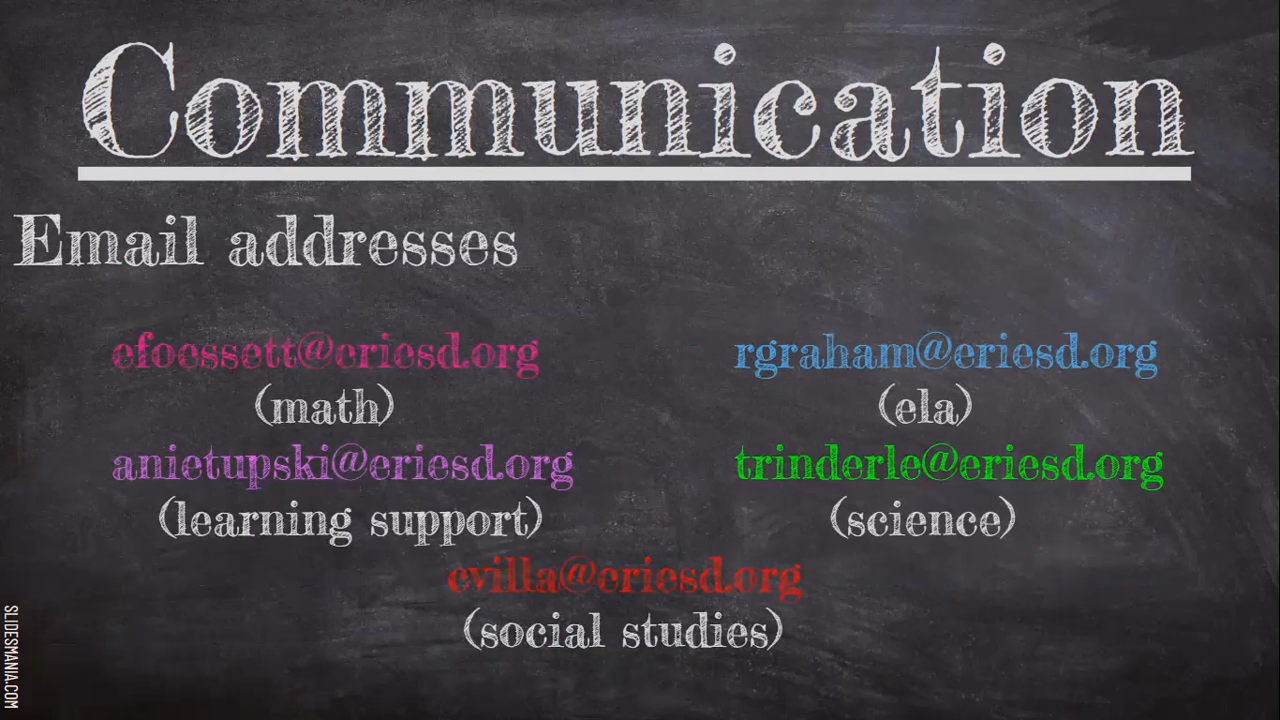 Communication
Email addresses
efoessett@eriesd.org
(math)
rgraham@eriesd.org
(ela)
anietupski@eriesd.org
(learning support)
trinderle@eriesd.org
(science)
cvilla@eriesd.org
(social studies)
SLIDESMANIA.COM